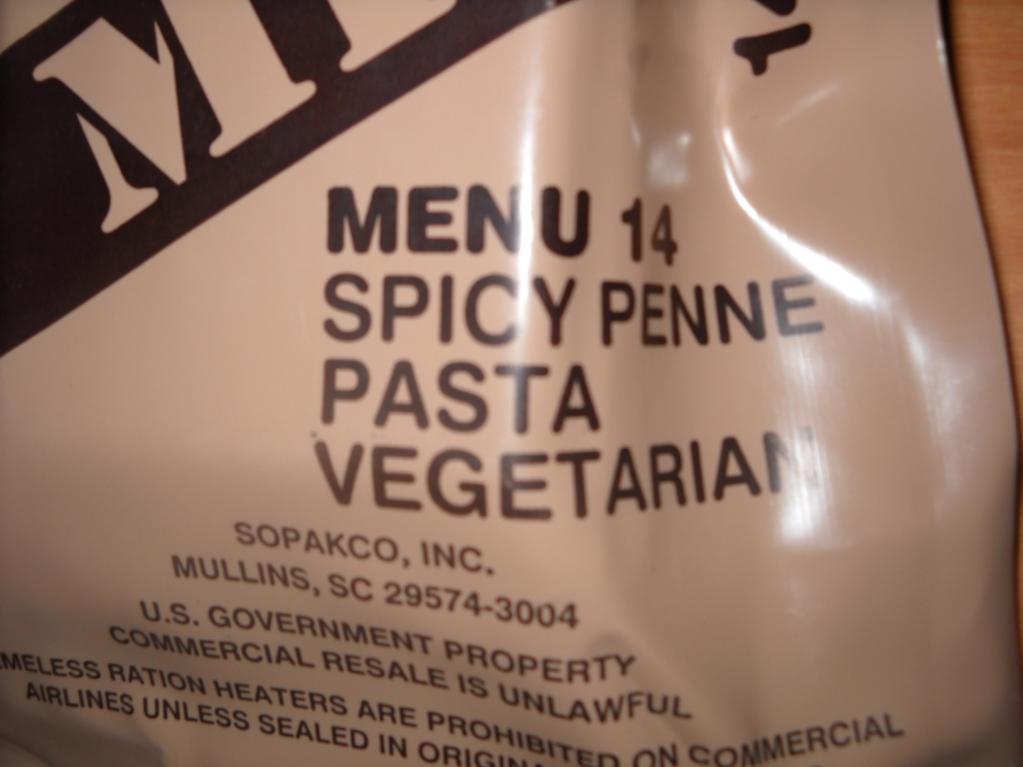 MENU 14
SPICY PENNE
PASTA
VEGETARIAN
SOPAKCO, INC.
MULLINS, SC 29574-3004
U.S. GOVERNMENT PROPERTY
COMMERCIAL RESALE IS UNLAWFUL
RATION HEATERS ARE PROHIBITED ON COMMERCIAL
AIRLINES UNLESS SEALED IN